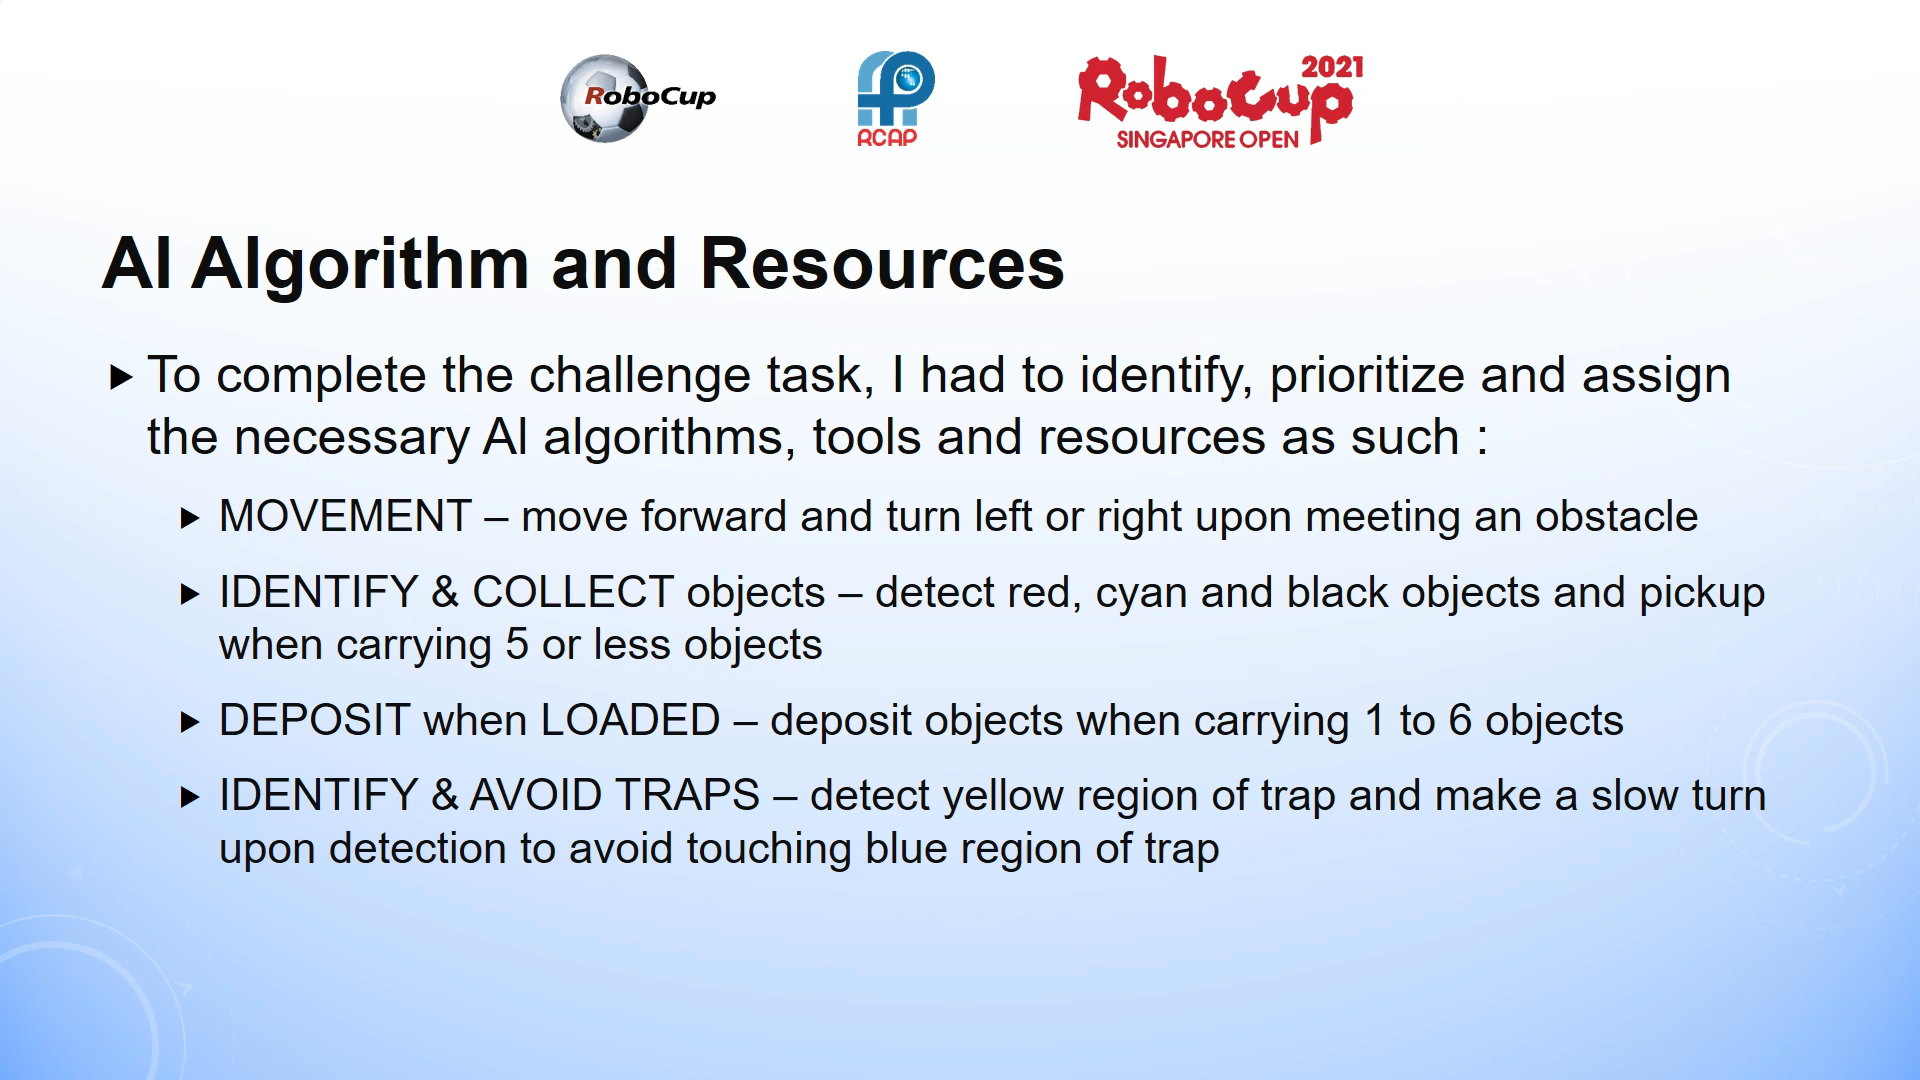 RoboCup
RCAP
RoboCup 2021
SINGAPORE OPEN
AI Algorithm and Resources
To complete the challenge task, I had to identify, prioritize and assign
the necessary AI algorithms, tools and resources as such :
MOVEMENT – move forward and turn left or right upon meeting an obstacle
IDENTIFY & COLLECT objects – detect red, cyan and black objects and pickup
when carrying 5 or less objects
DEPOSIT when LOADED – deposit objects when carrying 1 to 6 objects
IDENTIFY & AVOID TRAPS – detect yellow region of trap and make a slow turn
upon detection to avoid touching blue region of trap